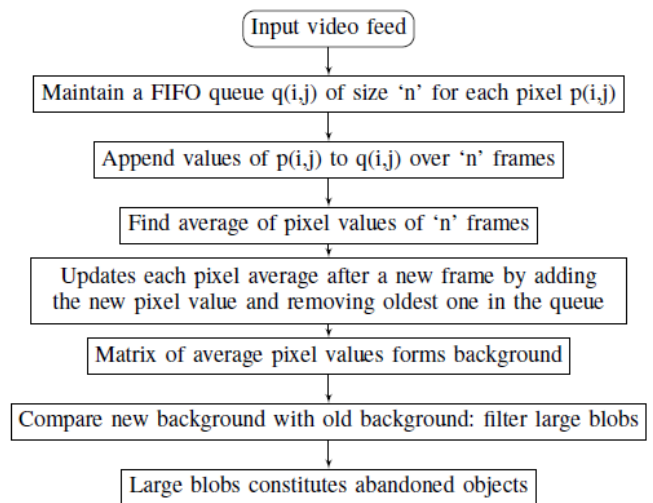 Input video feed
Maintain a FIFO queue q(i,j) of size ‘n’ for each pixel p(i,j)
Append values of p(i,j) to q(i,j) over ‘n’ frames
Find average of pixel values of ‘n’ frames
Updates each pixel average after a new frame by adding
the new pixel value and removing oldest one in the queue
Matrix of average pixel values forms background
Compare new background with old background: filter large blobs
Large blobs constitutes abandoned objects